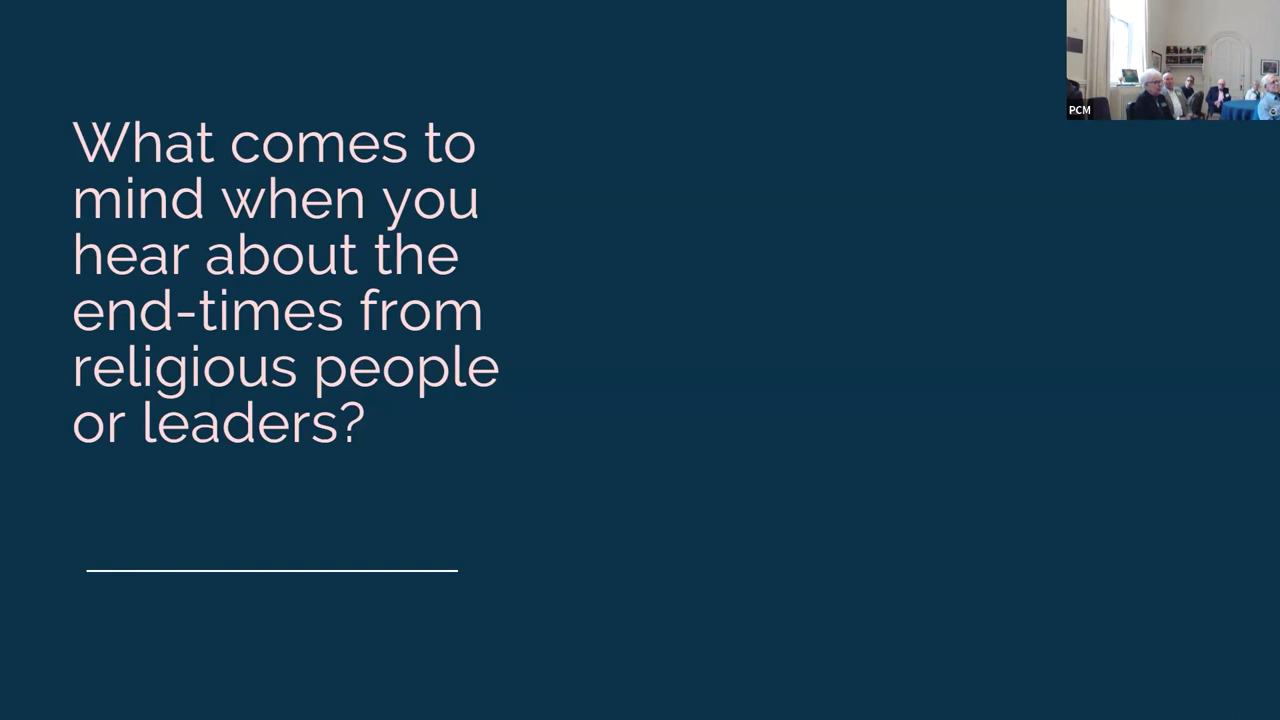 What comes to
mind when you
hear about the
end-times from
religious people
or leaders?
PCM